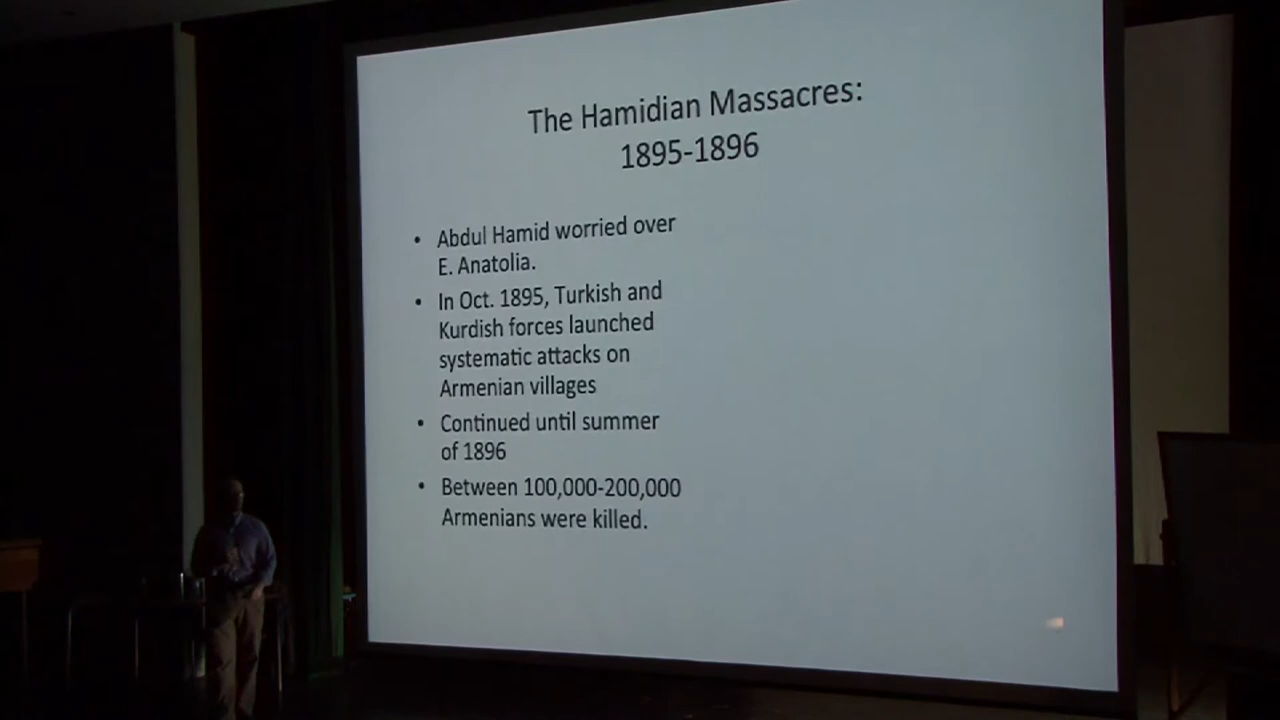 The Hamidian Massacres:
1895-1896
• Abdul Hamid worried over
E. Anatolia.
• In Oct. 1895, Turkish and
Kurdish forces launched
systematic attacks on
Armenian villages
• Continued until summer
of 1896
• Between 100,000-200,000
Armenians were killed.